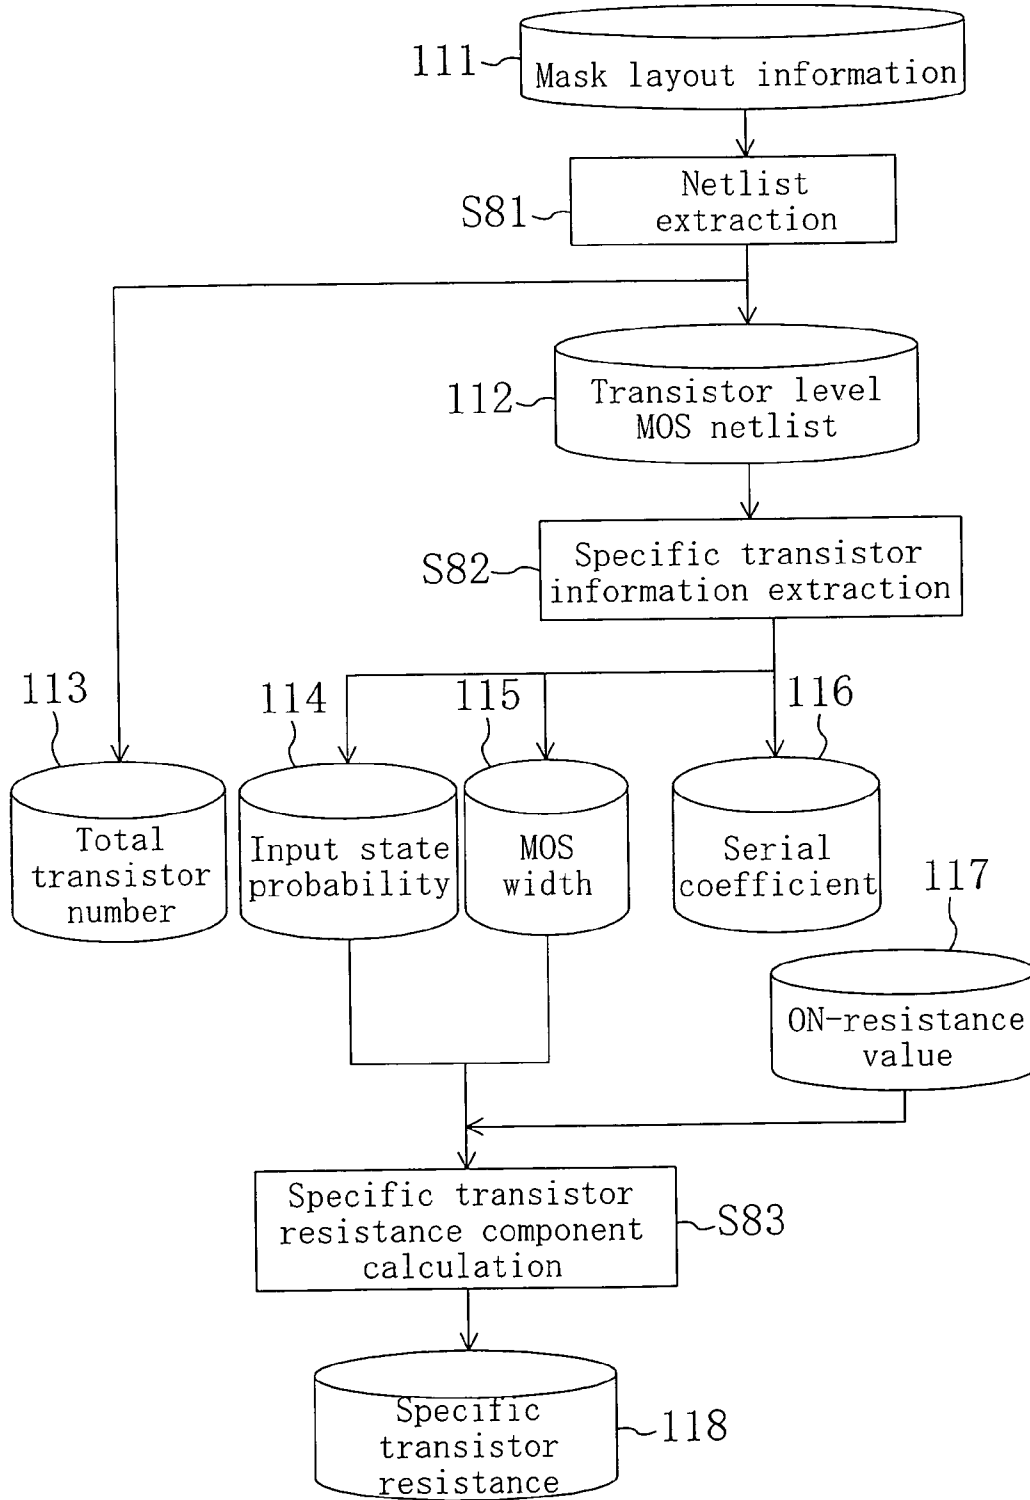 111
Mask layout information
S81
Netlist
extraction
112
Transistor level
MOS netlist
S82
Specific transistor
information extraction
113
114
115
116
Total
transistor
number
Input state
probability
MOS
width
Serial
coefficient
117
ON-resistance
value
Specific transistor
resistance component
calculation
S83
Specific
transistor
resistance
118